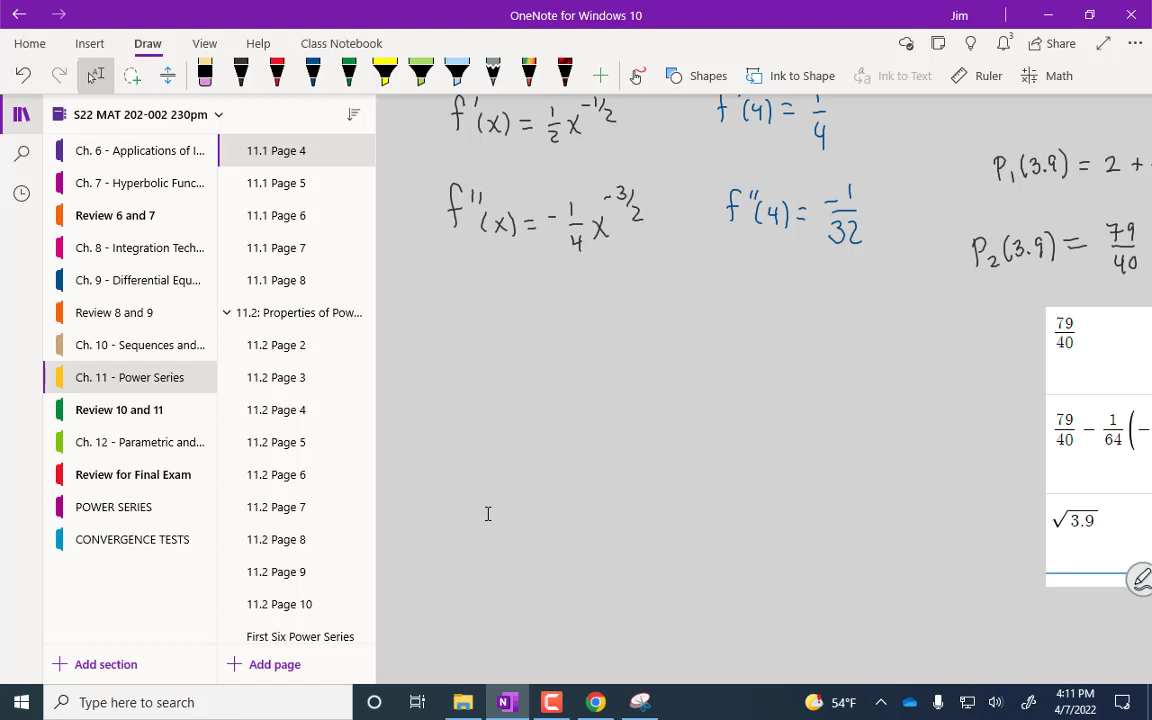 OneNote for Windows 10
Jim
Home Insert Draw View Help Class Notebook
Share
Shapes
Ink to Shape
Ink to Text
Ruler
Math
S22 MAT 202-002 230pm
Ch. 6 - Applications of I...
Ch. 7 - Hyperbolic Func...
Review 6 and 7
Ch. 8 - Integration Tech...
Ch. 9 - Differential Equ...
Review 8 and 9
Ch. 10 - Sequences and...
Ch. 11 - Power Series
Review 10 and 11
Ch. 12 - Parametric and...
Review for Final Exam
POWER SERIES
CONVERGENCE TESTS
Add section
11.1 Page 4
11.1 Page 5
11.1 Page 6
11.1 Page 7
11.1 Page 8
11.2: Properties of Pow...
11.2 Page 2
11.2 Page 3
11.2 Page 4
11.2 Page 5
11.2 Page 6
11.2 Page 7
11.2 Page 8
11.2 Page 9
11.2 Page 10
First Six Power Series
Add page
f'(x) = 1/2 x^(-1/2)
f'(4) = 1/4
f''(x) = -1/4 x^(-3/2)
f''(4) = -1/32
P₁(3.9) = 2 +
P₂(3.9) = 79/40
79/40
79/40 - 1/64 (-
√3.9
Type here to search
54°F
4:11 PM
4/7/2022